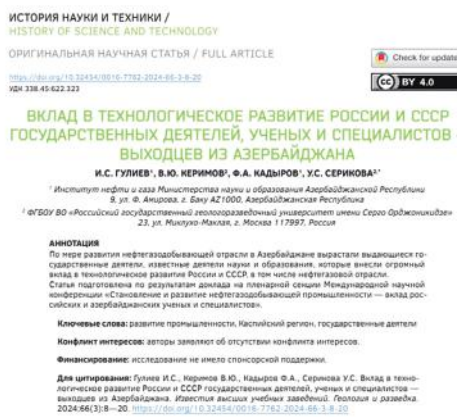 ИСТОРИЯ НАУКИ И ТЕХНИКИ /
HISTORY OF SCIENCE AND TECHNOLOGY
ОРИГИНАЛЬНАЯ НАУЧНАЯ СТАТЬЯ / FULL ARTICLE
Check for update
https://doi.org/10.32454/0016-7762-2024-66-3-8-20
УДК 338.45:622.323
CC BY 4.0
ВКЛАД В ТЕХНОЛОГИЧЕСКОЕ РАЗВИТИЕ РОССИИ И СССР
ГОСУДАРСТВЕННЫХ ДЕЯТЕЛЕЙ, УЧЕНЫХ И СПЕЦИАЛИСТОВ —
ВЫХОДЦЕВ ИЗ АЗЕРБАЙДЖАНА
И.С. ГУЛИЕВ¹, В.Ю. КЕРИМОВ², Ф.А. КАДЫРОВ¹, У.С. СЕРИКОВА²,*
¹ Институт нефти и газа Министерства науки и образования Азербайджанской Республики
9, ул. Ф. Амирова, г. Баку AZ1000, Азербайджанская Республика
² ФГБОУ ВО «Российский государственный геологоразведочный университет имени Серго Орджоникидзе»
23, ул. Миклухо-Маклая, г. Москва 117997, Россия
АННОТАЦИЯ
По мере развития нефтегазодобывающей отрасли в Азербайджане вырастали выдающиеся го-
сударственные деятели, известные деятели науки и образования, которые внесли огромный
вклад в технологическое развитие России и СССР, в том числе нефтегазовой отрасли.
Статья подготовлена по результатам доклада на пленарной сессии Международной научной
конференции «Становление и развитие нефтегазодобывающей промышленности — вклад рос-
сийских и азербайджанских ученых и специалистов».
Ключевые слова: развитие промышленности, Каспийский регион, государственные деятели
Конфликт интересов: авторы заявляют об отсутствии конфликта интересов.
Финансирование: исследование не имело спонсорской поддержки.
Для цитирования: Гулиев И.С., Керимов В.Ю., Кадыров Ф.А., Серикова У.С. Вклад в техно-
логическое развитие России и СССР государственных деятелей, ученых и специалистов —
выходцев из Азербайджана. Известия высших учебных заведений. Геология и разведка.
2024;66(3):8—20. https://doi.org/10.32454/0016-7762-2024-66-3-8-20